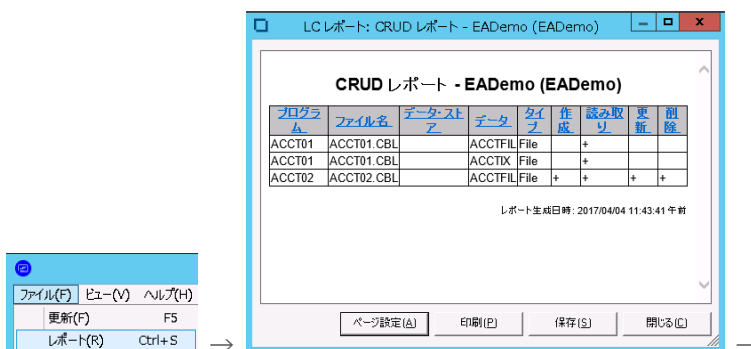 LC レポート: CRUD レポート - EADemo (EADemo)
CRUD レポート - EADemo (EADemo)
プログラム ファイル名 データ・ストア データ タイプ 作成 読み取り 更新 削除
ACCT01 ACCT01.CBL ACCTFIL File +
ACCT01 ACCT01.CBL ACCTIX File +
ACCT02 ACCT02.CBL ACCTFIL File + + + +
レポート生成日時: 2017/04/04 11:43:41 午前
ページ設定(A) 印刷(P) 保存(S) 閉じる(C)
ファイル(F) ビュー(V) ヘルプ(H)
更新(F) F5
レポート(R) Ctrl+S